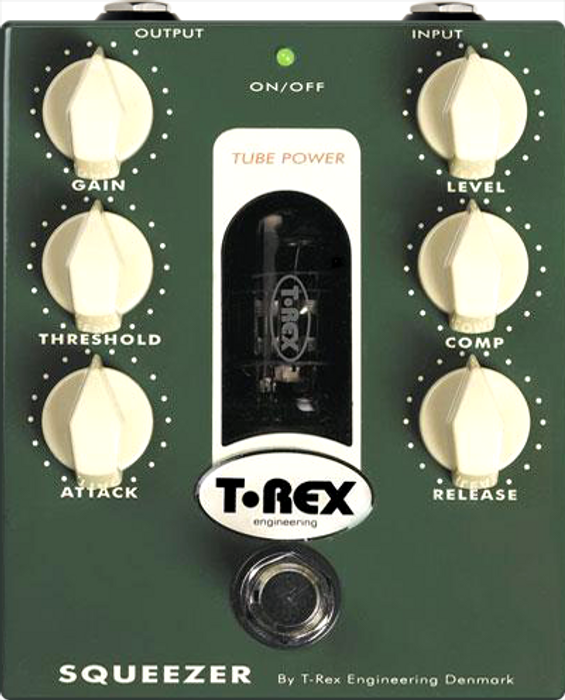 OUTPUT
INPUT
ON/OFF
GAIN
TUBE POWER
LEVEL
T-REX
THRESHOLD
COMP
ATTACK
RELEASE
T•REX
engineering
SQUEEZER By T-Rex Engineering Denmark